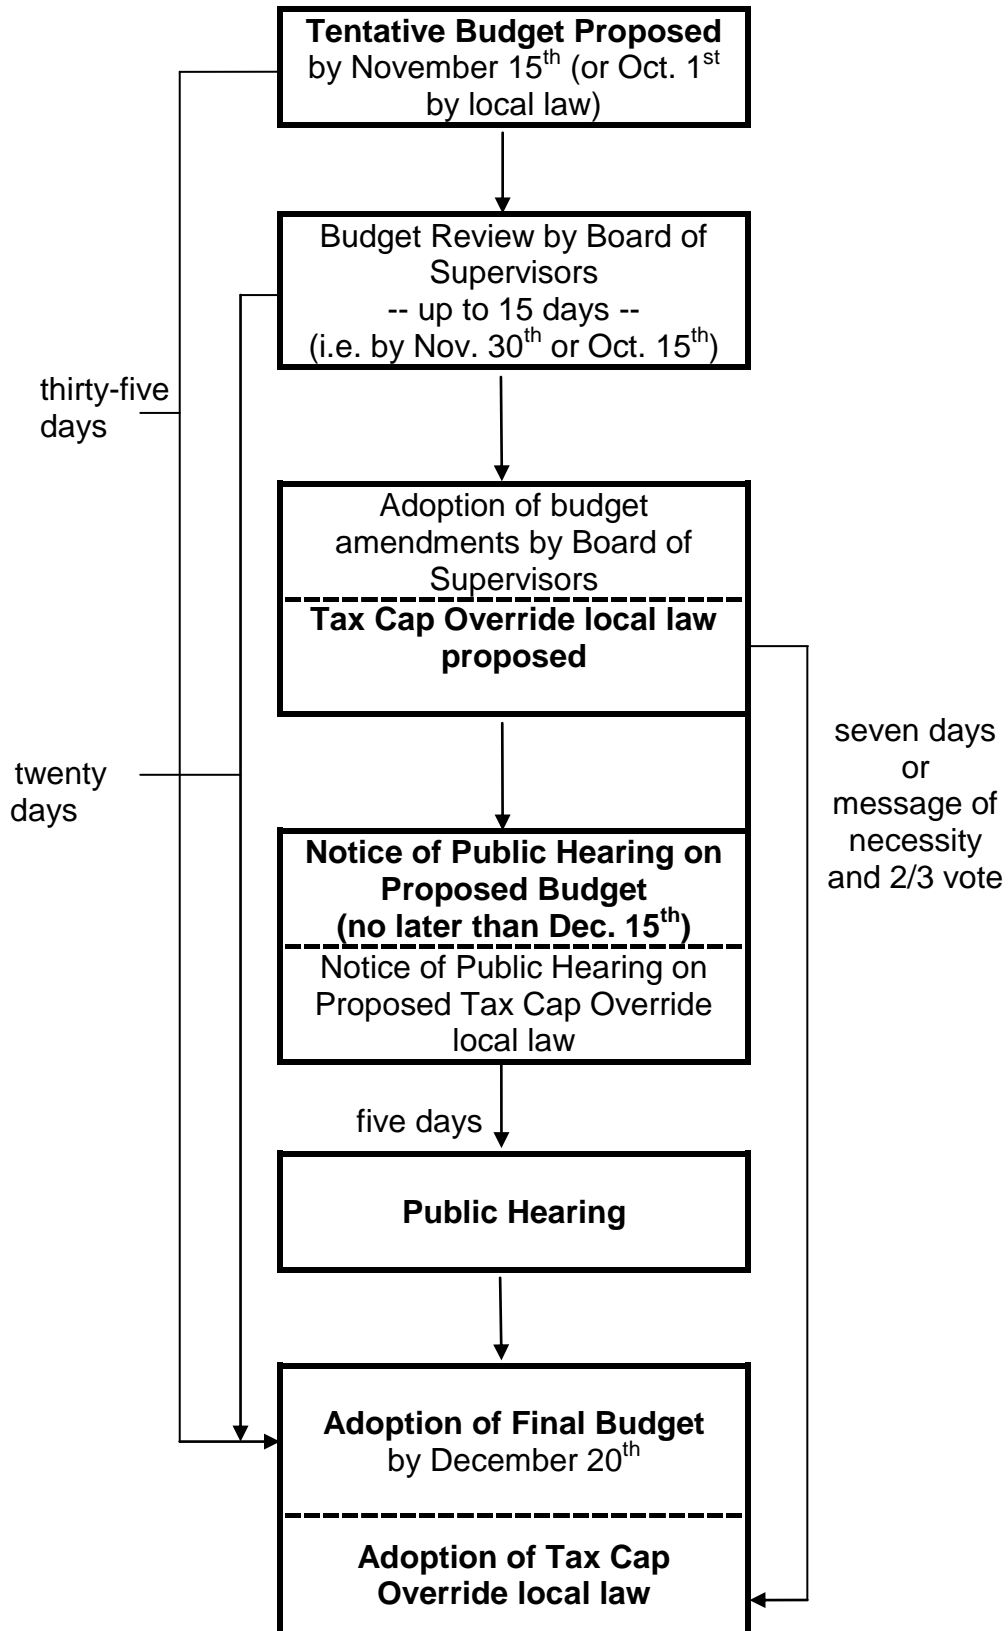 Tentative Budget Proposed
by November 15th (or Oct. 1st
by local law)
Budget Review by Board of
Supervisors
-- up to 15 days --
(i.e. by Nov. 30th or Oct. 15th)
thirty-five
days
Adoption of budget
amendments by Board of
Supervisors
Tax Cap Override local law
proposed
seven days
or
message of
necessity
and 2/3 vote
twenty
days
Notice of Public Hearing on
Proposed Budget
(no later than Dec. 15th)
Notice of Public Hearing on
Proposed Tax Cap Override
local law
five days
Public Hearing
Adoption of Final Budget
by December 20th
Adoption of Tax Cap
Override local law